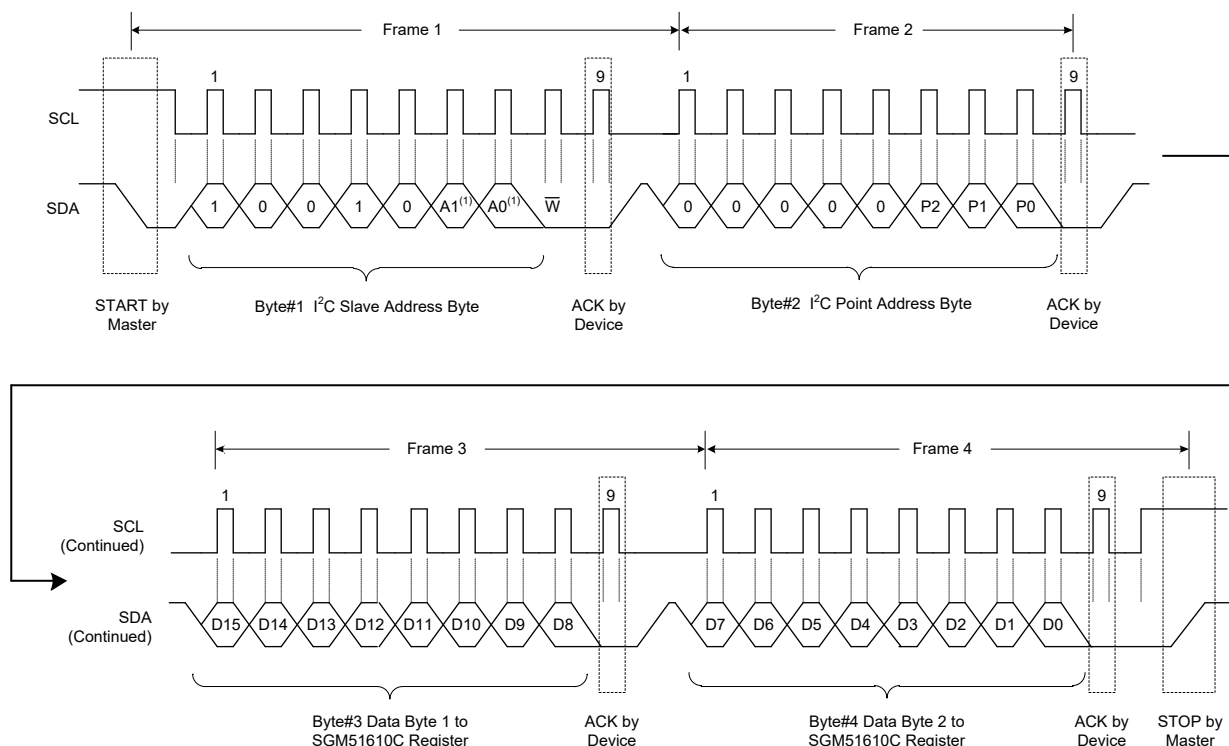 Frame 1 Frame 2
1 9 1 9
SCL
SDA 1 0 0 1 0 A1(1) A0(1) W̅ 0 0 0 0 0 P2 P1 P0
START by
Master
Byte#1 I²C Slave Address Byte
ACK by
Device
Byte#2 I²C Point Address Byte
ACK by
Device
Frame 3 Frame 4
1 9 1 9
SCL
(Continued)
SDA
(Continued)
D15 D14 D13 D12 D11 D10 D9 D8 D7 D6 D5 D4 D3 D2 D1 D0
Byte#3 Data Byte 1 to
SGM51610C Register
ACK by
Device
Byte#4 Data Byte 2 to
SGM51610C Register
ACK by
Device
STOP by
Master